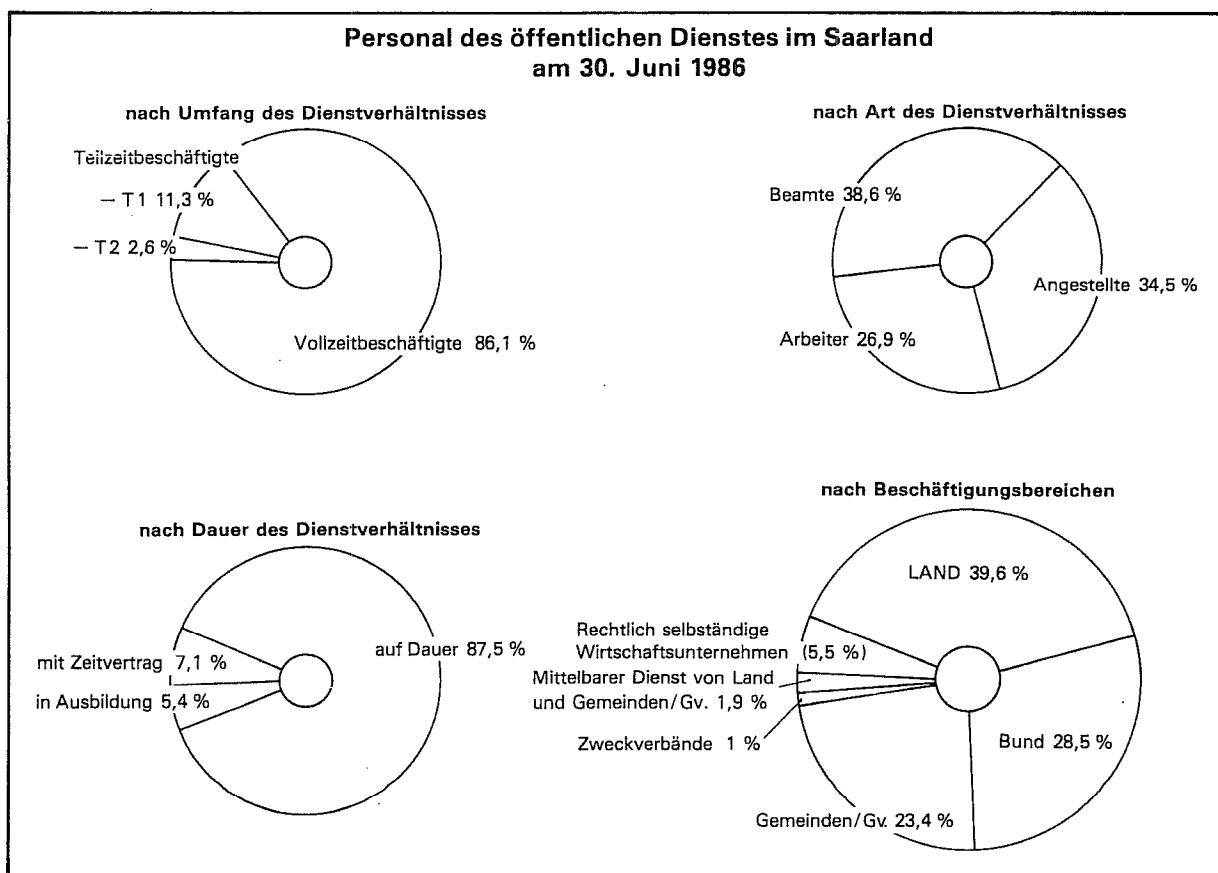 Personal des öffentlichen Dienstes im Saarland
am 30. Juni 1986
nach Umfang des Dienstverhältnisses
Teilzeitbeschäftigte
– T1 11,3 %
– T2 2,6 %
Vollzeitbeschäftigte 86,1 %
nach Art des Dienstverhältnisses
Beamte 38,6 %
Angestellte 34,5 %
Arbeiter 26,9 %
nach Dauer des Dienstverhältnisses
auf Dauer 87,5 %
mit Zeitvertrag 7,1 %
in Ausbildung 5,4 %
nach Beschäftigungsbereichen
LAND 39,6 %
Rechtlich selbständige
Wirtschaftsunternehmen (5,5 %)
Mittelbarer Dienst von Land
und Gemeinden/Gv. 1,9 %
Zweckverbände 1 %
Bund 28,5 %
Gemeinden/Gv. 23,4 %